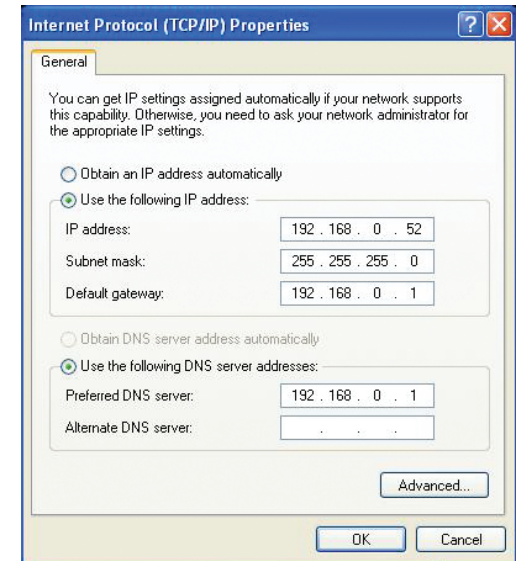 Internet Protocol (TCP/IP) Properties
General
You can get IP settings assigned automatically if your network supports
this capability. Otherwise, you need to ask your network administrator for
the appropriate IP settings.
Obtain an IP address automatically
Use the following IP address:
IP address: 192 . 168 . 0 . 52
Subnet mask: 255 . 255 . 255 . 0
Default gateway: 192 . 168 . 0 . 1
Obtain DNS server address automatically
Use the following DNS server addresses:
Preferred DNS server: 192 . 168 . 0 . 1
Alternate DNS server: . . .
Advanced...
OK Cancel